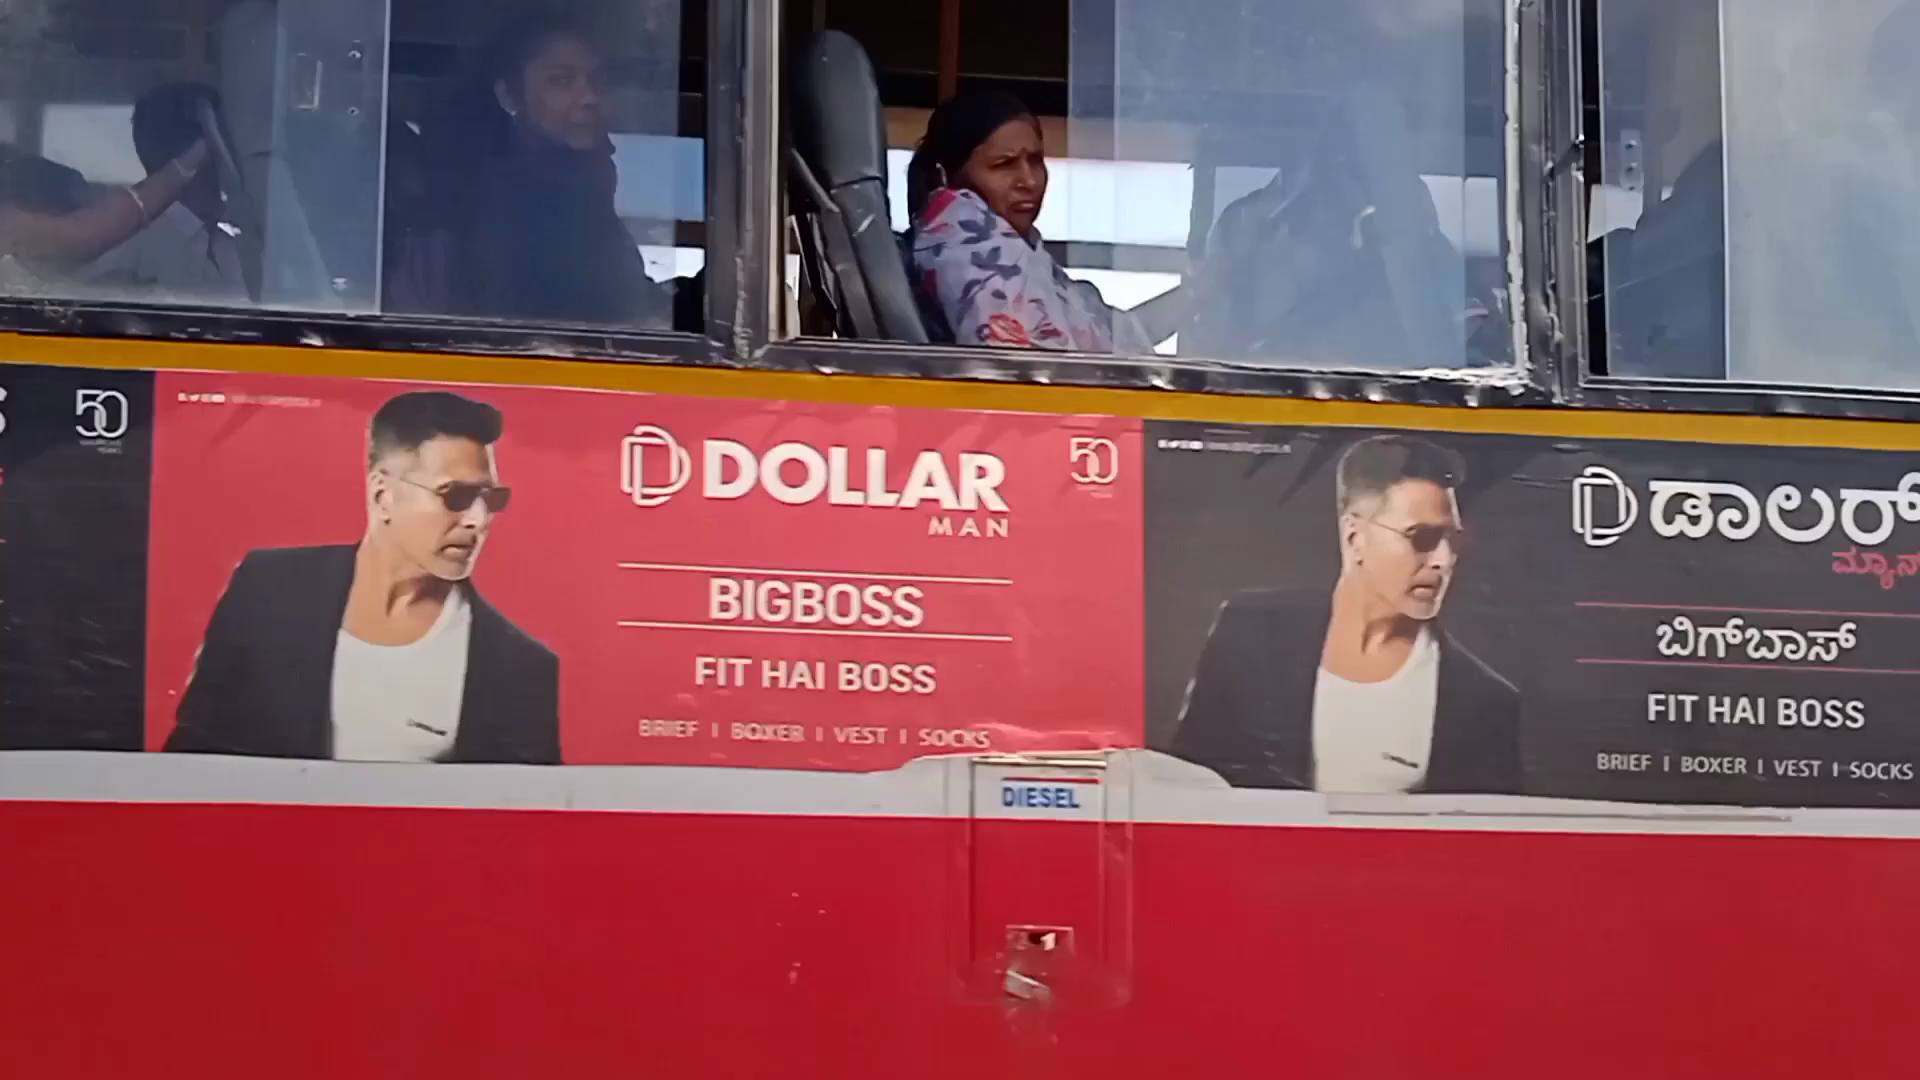 50
DOLLAR
MAN
BIGBOSS
FIT HAI BOSS
BRIEF I BOXER I VEST I SOCKS
50
ಡಾಲರ್
ಮ್ಯಾನ್
ಬಿಗ್‌ಬಾಸ್
FIT HAI BOSS
BRIEF I BOXER I VEST I SOCKS
DIESEL